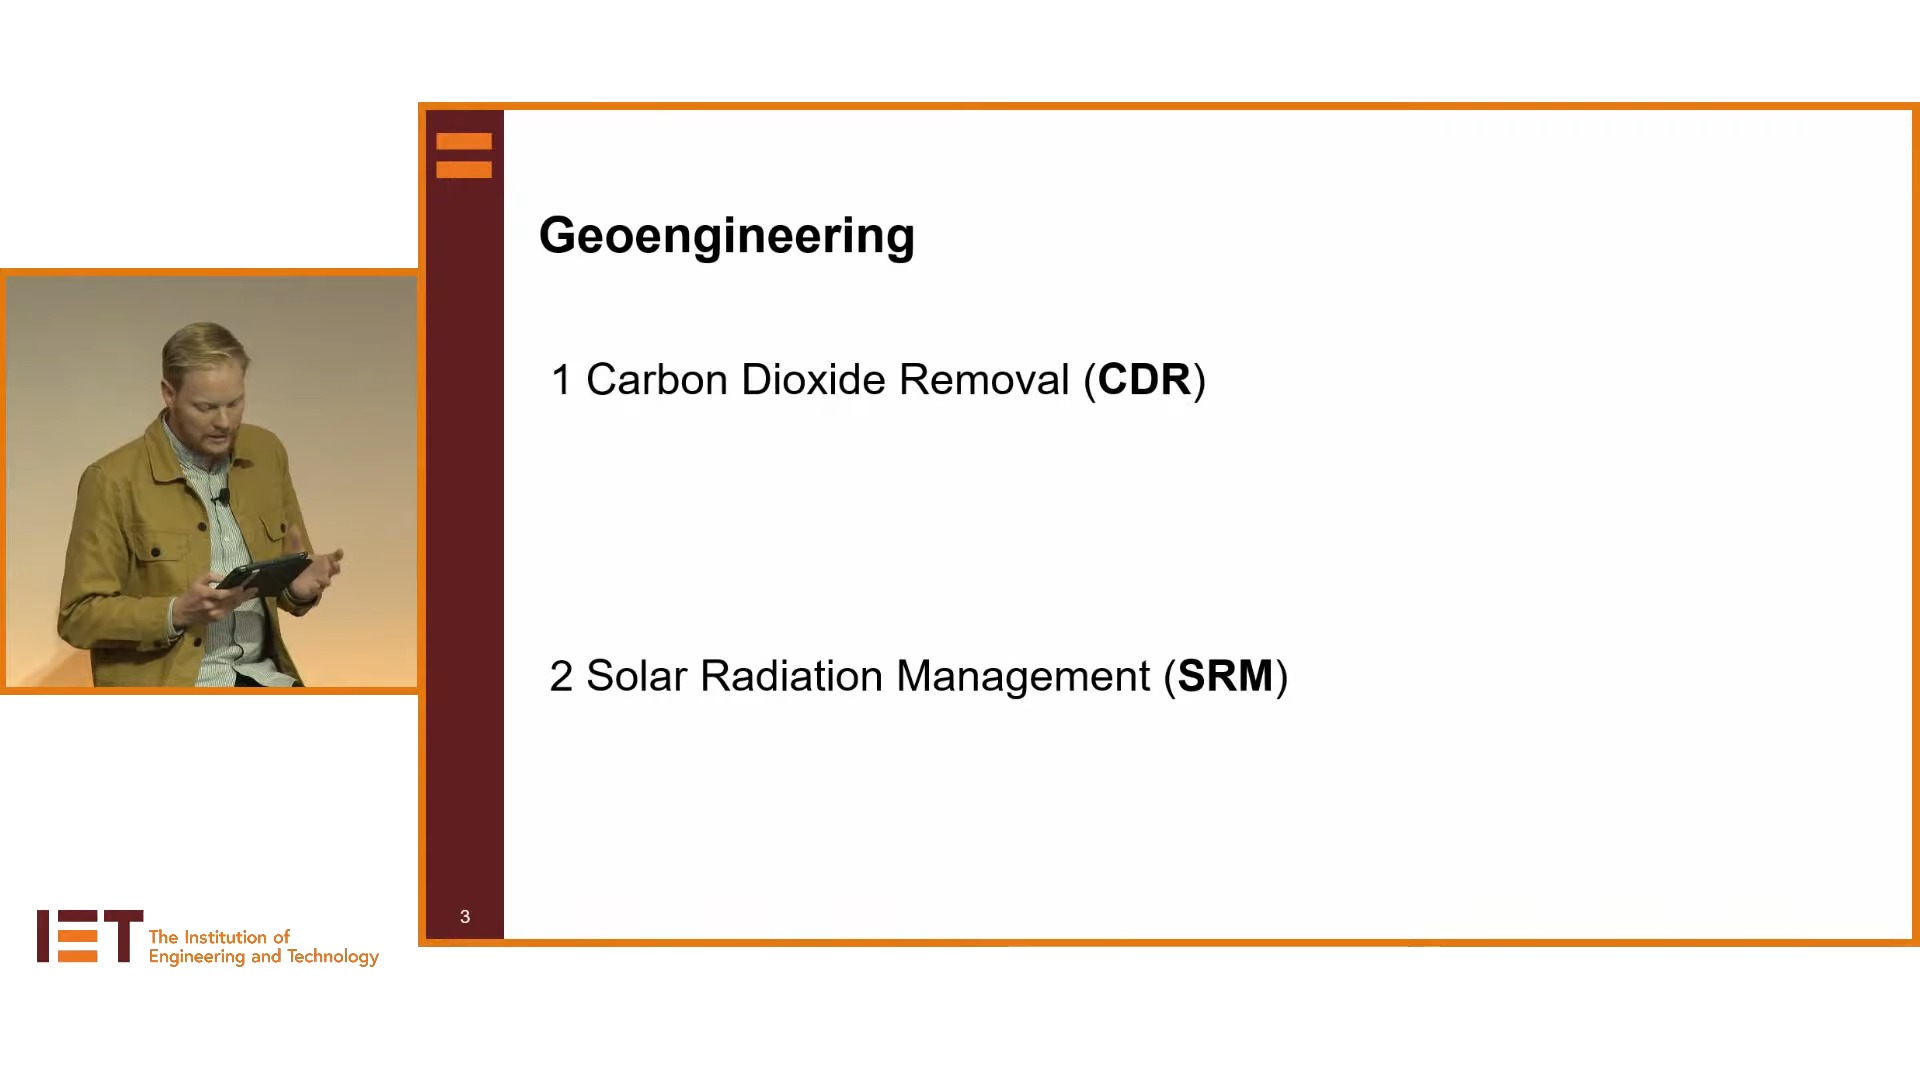 Geoengineering
1 Carbon Dioxide Removal (CDR)
2 Solar Radiation Management (SRM)
3
IET The Institution of
Engineering and Technology